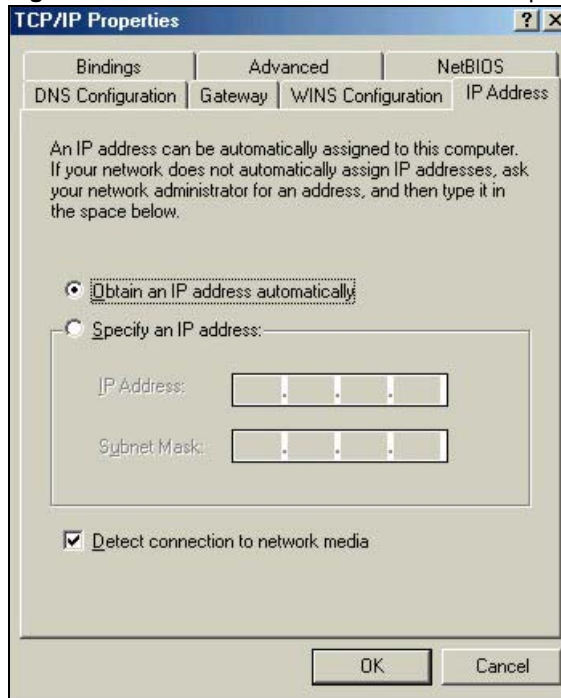 TCP/IP Properties
Bindings Advanced NetBIOS
DNS Configuration Gateway WINS Configuration IP Address
An IP address can be automatically assigned to this computer.
If your network does not automatically assign IP addresses, ask
your network administrator for an address, and then type it in
the space below.
Obtain an IP address automatically
Specify an IP address:
IP Address:
. . .
Subnet Mask:
. . .
Detect connection to network media
OK Cancel